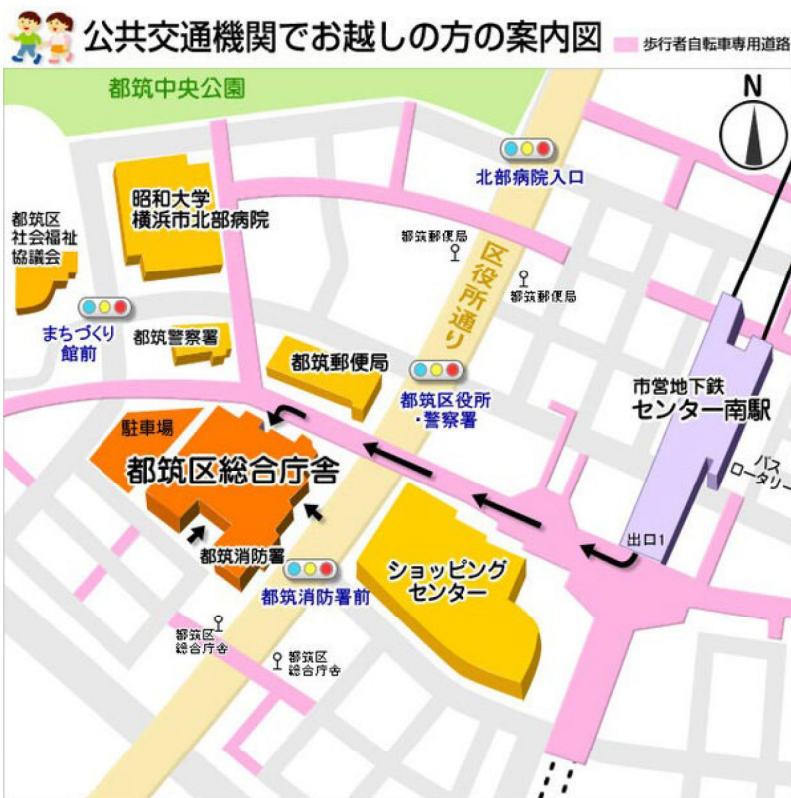 公共交通機関でお越しの方の案内図
歩行者自転車専用道路
都筑中央公園
N
北部病院入口
昭和大学
横浜市北部病院
都筑区
社会福祉
協議会
都筑郵便局
都筑郵便局
区役所通り
まちづくり
館前
都筑警察署
都筑郵便局
都筑区役所
・警察署
市営地下鉄
センター南駅
バス
ロータリー
駐車場
都筑区総合庁舎
出口1
都筑消防署
ショッピング
センター
都筑消防署前
都筑区
総合庁舎
都筑区
総合庁舎